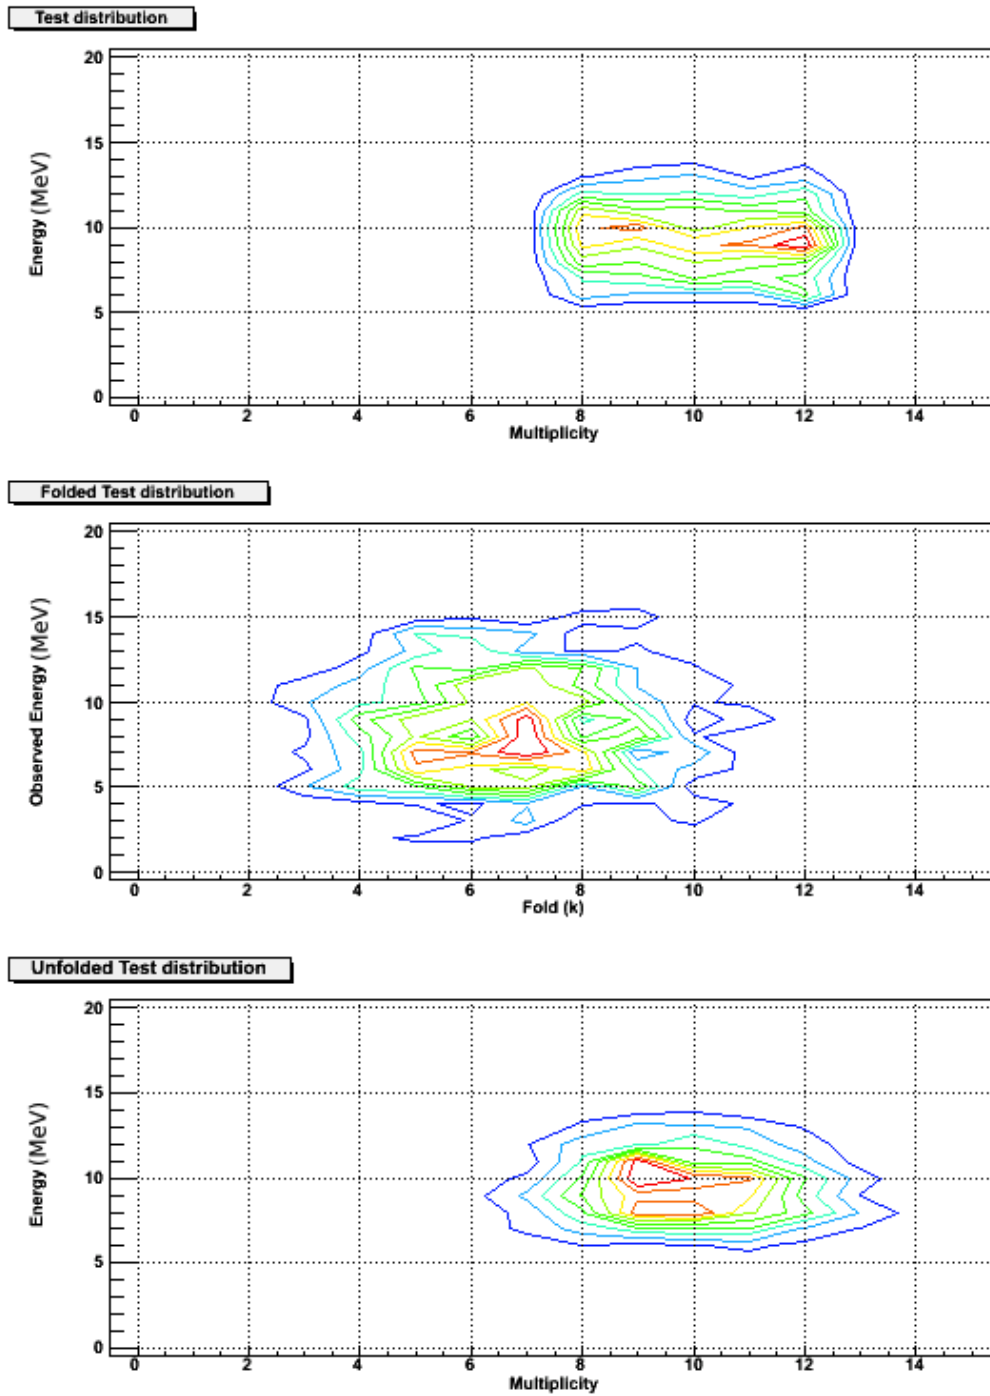 Test distribution
20
15
10
5
0
Energy (MeV)
0 2 4 6 8 10 12 14
Multiplicity
Folded Test distribution
20
15
10
5
0
Observed Energy (MeV)
0 2 4 6 8 10 12 14
Fold (k)
Unfolded Test distribution
20
15
10
5
0
Energy (MeV)
0 2 4 6 8 10 12 14
Multiplicity